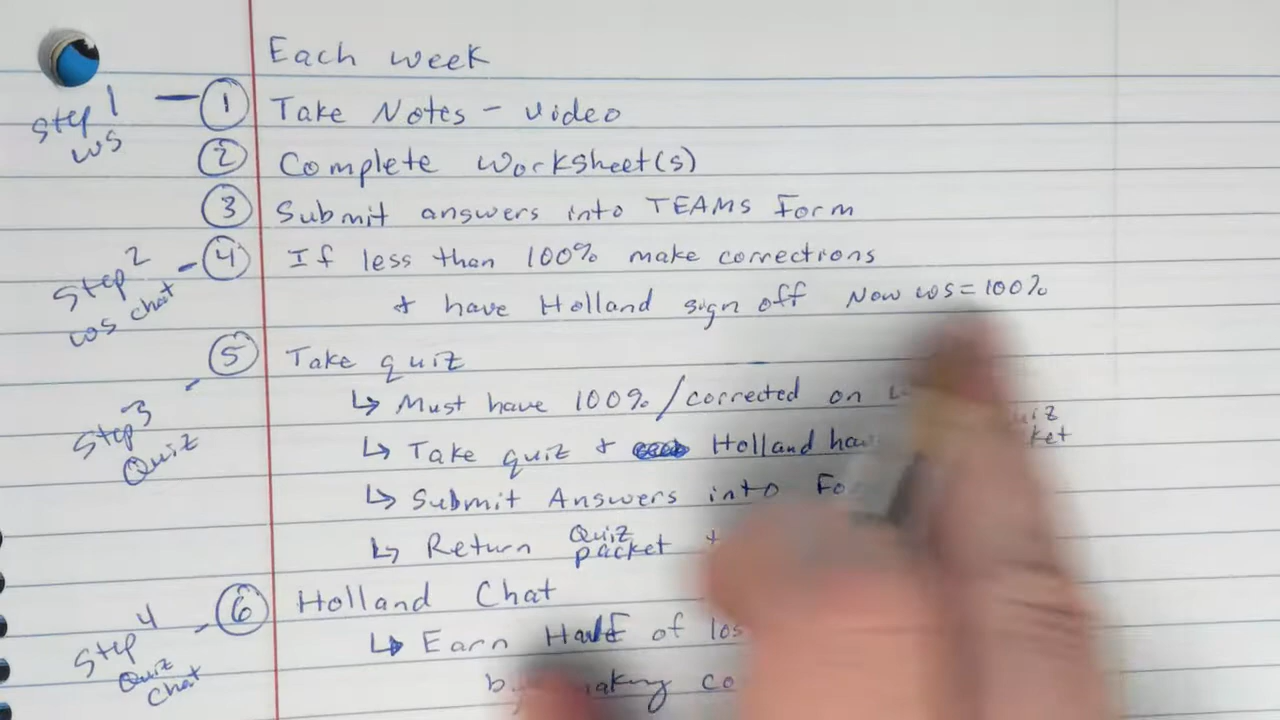 Each week
Step 1 — ① Take Notes - video
WS
② Complete Worksheet(s)
③ Submit answers into TEAMS Form
Step 2 - ④ If less than 100% make corrections
WS chat + have Holland sign off Now WS = 100%
⑤ Take quiz
↳ Must have 100% / corrected on
Step 3
Quiz
↳ Take quiz + Holland
↳ Submit Answers into
↳ Return Quiz packet +
Step 4 - ⑥ Holland Chat
Quiz Chat
↳ Earn Half of